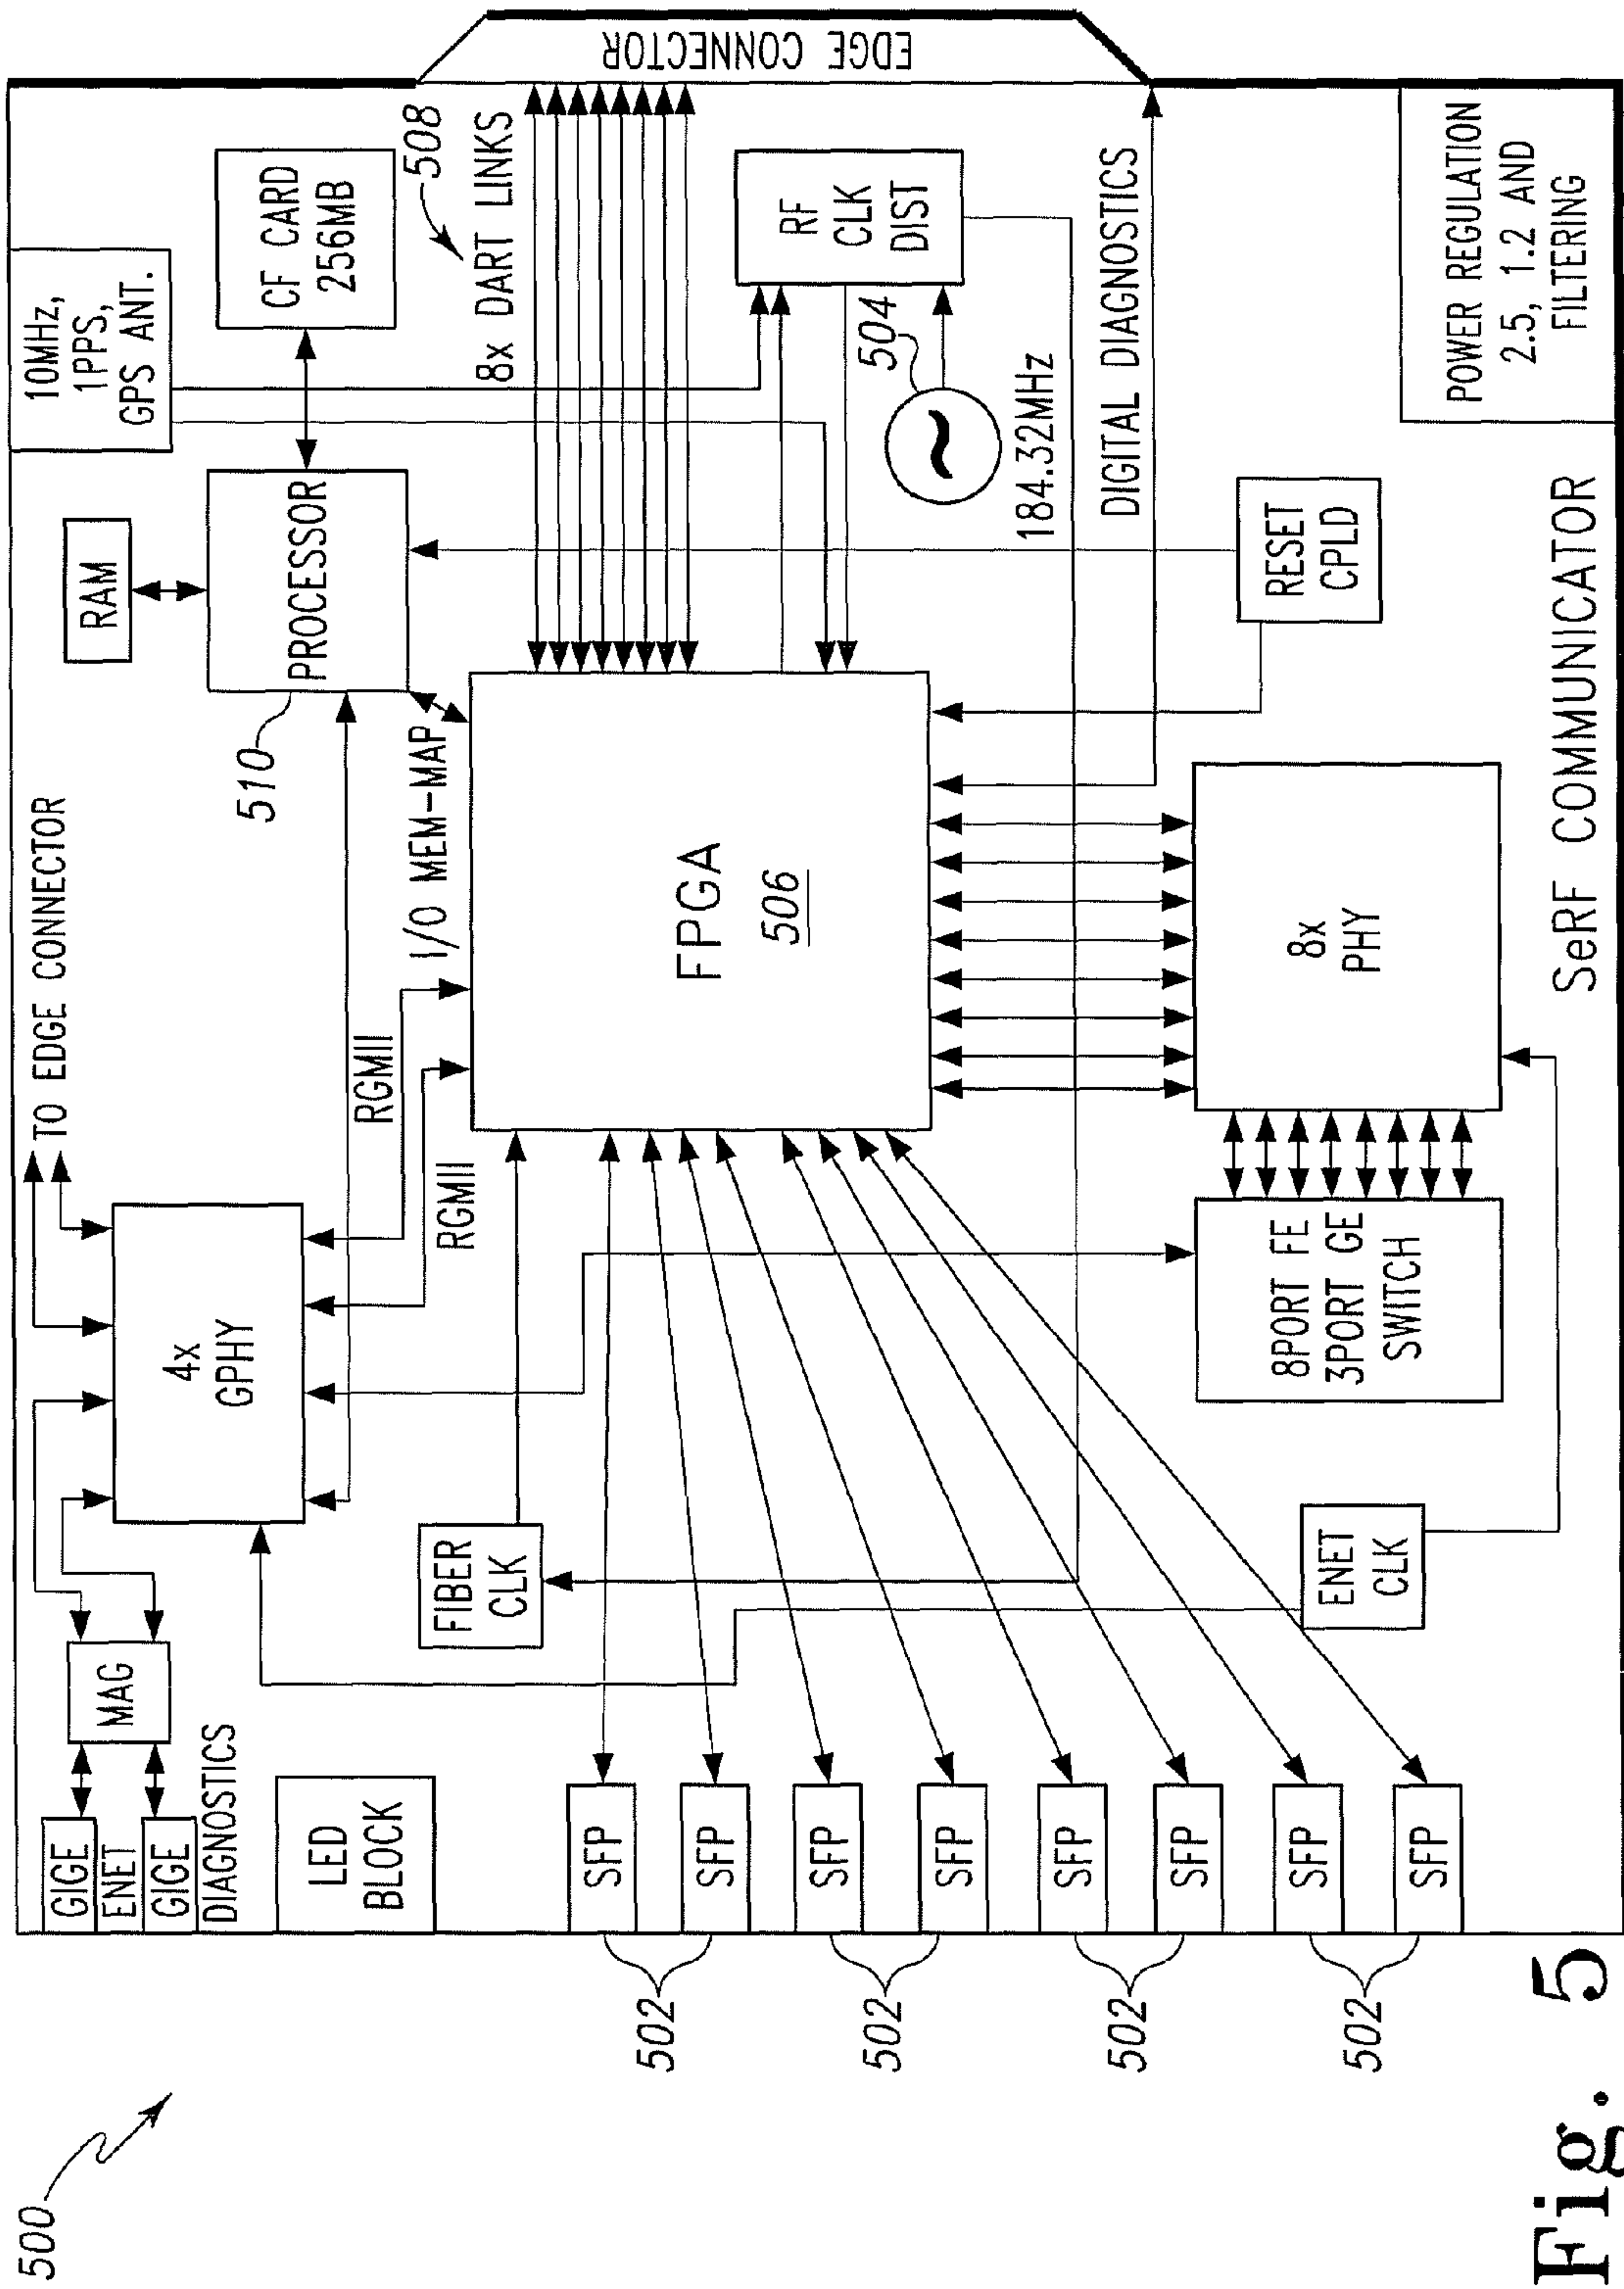 500
GIGE
ENET
GIGE
DIAGNOSTICS
MAG
4x
GPHY
TO EDGE CONNECTOR
RAM
PROCESSOR
510
10MHz,
1PPS,
GPS ANT.
CF CARD
256MB
LED
BLOCK
FIBER
CLK
RGMII
RGMII
I/O MEM-MAP
8x DART LINKS
508
EDGE CONNECTOR
FPGA
506
RF
CLK
DIST
504
184.32MHz
DIGITAL DIAGNOSTICS
SFP
SFP
SFP
SFP
SFP
SFP
SFP
SFP
502
502
502
502
ENET
CLK
8PORT FE
3PORT GE
SWITCH
8x
PHY
RESET
CPLD
POWER REGULATION
2.5, 1.2 AND
FILTERING
SeRF COMMUNICATOR
Fig. 5